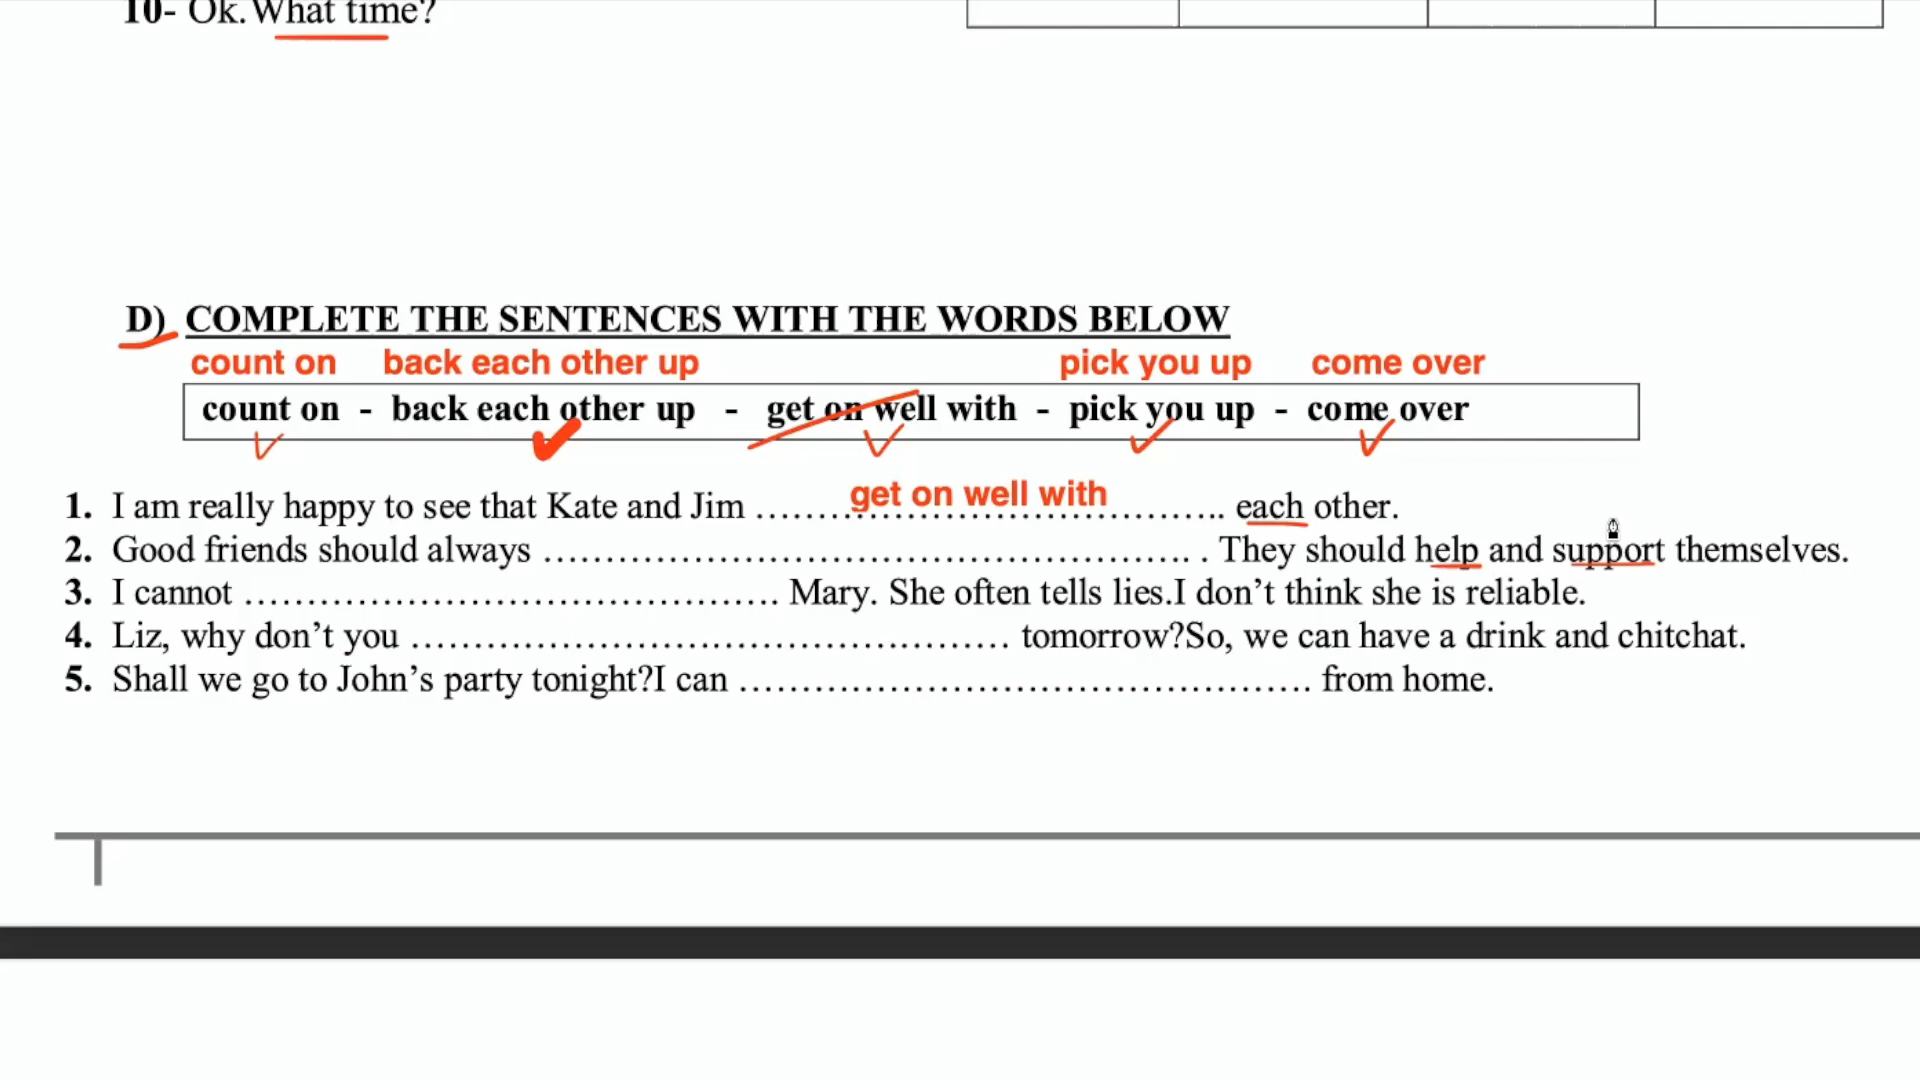 10- Ok. What time?
D) COMPLETE THE SENTENCES WITH THE WORDS BELOW
count on back each other up pick you up come over
count on - back each other up - get on well with - pick you up - come over
1. I am really happy to see that Kate and Jim ……get on well with…………….. each other.
2. Good friends should always …………………………………………………….. . They should help and support themselves.
3. I cannot ……………………………………………. Mary. She often tells lies.I don’t think she is reliable.
4. Liz, why don’t you ………………………………………………… tomorrow?So, we can have a drink and chitchat.
5. Shall we go to John’s party tonight?I can ………………………………………………. from home.